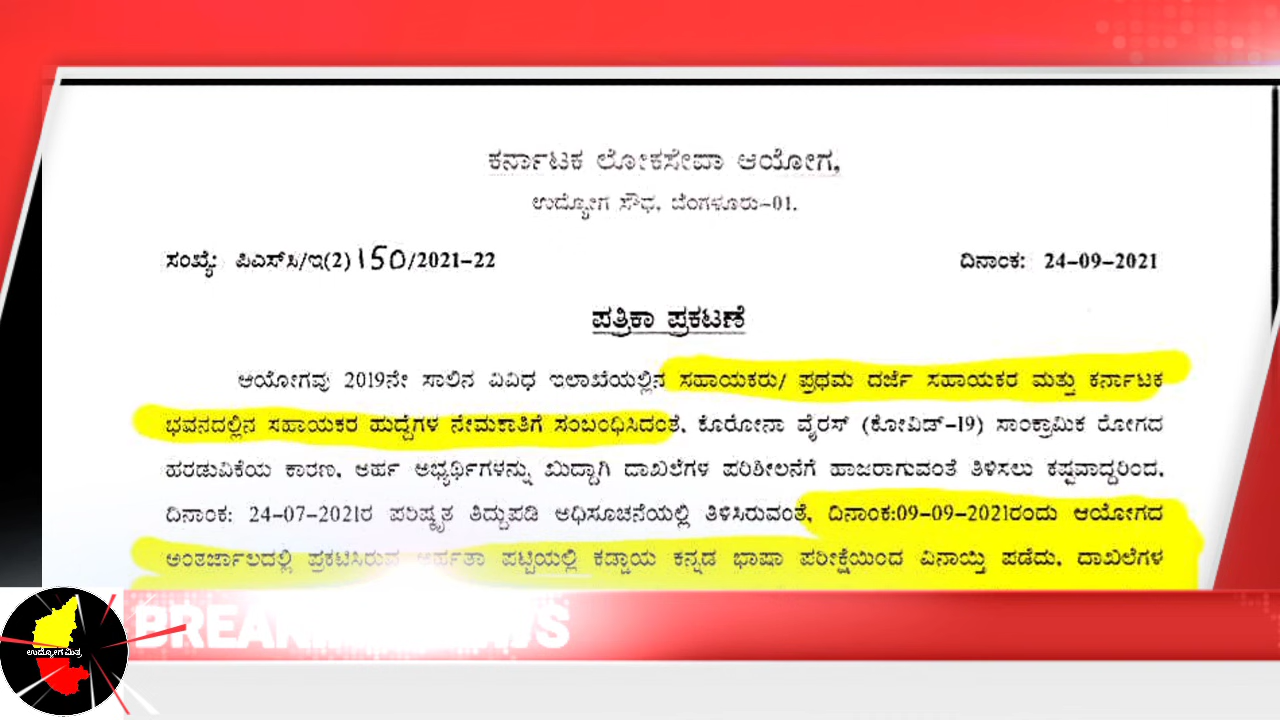 ಕರ್ನಾಟಕ ಲೋಕಸೇವಾ ಆಯೋಗ,
ಉದ್ಯೋಗ ಸೌಧ, ಬೆಂಗಳೂರು-01.
ಸಂಖ್ಯೆ: ಪಿಎಸ್‌ಸಿ/ಇ(2)150/2021-22 ದಿನಾಂಕ: 24-09-2021
ಪತ್ರಿಕಾ ಪ್ರಕಟಣೆ
ಆಯೋಗವು 2019ನೇ ಸಾಲಿನ ವಿವಿಧ ಇಲಾಖೆಯಲ್ಲಿನ ಸಹಾಯಕರು/ ಪ್ರಥಮ ದರ್ಜೆ ಸಹಾಯಕರ ಮತ್ತು ಕರ್ನಾಟಕ
ಭವನದಲ್ಲಿನ ಸಹಾಯಕರ ಹುದ್ದೆಗಳ ನೇಮಕಾತಿಗೆ ಸಂಬಂಧಿಸಿದಂತೆ, ಕೊರೋನಾ ವೈರಸ್ (ಕೋವಿಡ್-19) ಸಾಂಕ್ರಾಮಿಕ ರೋಗದ
ಹರಡುವಿಕೆಯ ಕಾರಣ, ಅರ್ಹ ಅಭ್ಯರ್ಥಿಗಳನ್ನು ಖುದ್ದಾಗಿ ದಾಖಲೆಗಳ ಪರಿಶೀಲನೆಗೆ ಹಾಜರಾಗುವಂತೆ ತಿಳಿಸಲು ಕಷ್ಟವಾದ್ದರಿಂದ,
ದಿನಾಂಕ: 24-07-2021ರ ಪರಿಷ್ಕೃತ ತಿದ್ದುಪಡಿ ಅಧಿಸೂಚನೆಯಲ್ಲಿ ತಿಳಿಸಿರುವಂತೆ, ದಿನಾಂಕ:09-09-2021ರಂದು ಆಯೋಗದ
ಅಂತರ್ಜಾಲದಲ್ಲಿ ಪ್ರಕಟಿಸಿರುವ ಅರ್ಹತಾ ಪಟ್ಟಿಯಲ್ಲಿ ಕಡ್ಡಾಯ ಕನ್ನಡ ಭಾಷಾ ಪರೀಕ್ಷೆಯಿಂದ ವಿನಾಯ್ತಿ ಪಡೆದು, ದಾಖಲೆಗಳ
BREAKING NEWS
ಉದ್ಯೋಗ ಮಿತ್ರ